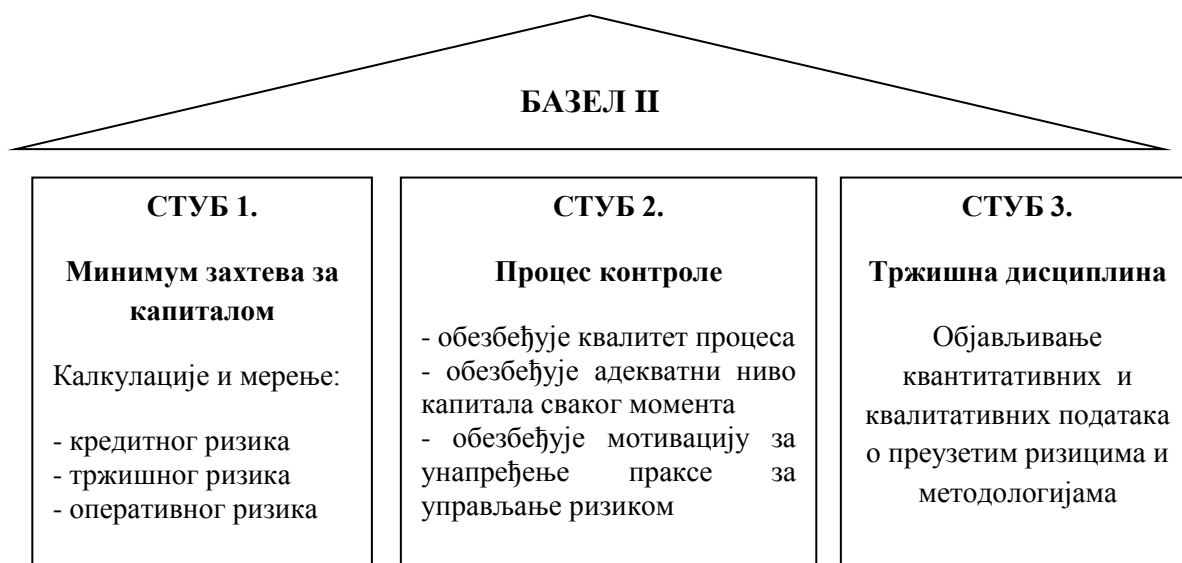 БАЗЕЛ II
СТУБ 1.
Минимум захтева за
капиталом
Калкулације и мерење:
- кредитног ризика
- тржишног ризика
- оперативног ризика
СТУБ 2.
Процес контроле
- обезбеђује квалитет процеса
- обезбеђује адекватни ниво
капитала сваког момента
- обезбеђује мотивацију за
унапређење праксе за
управљање ризиком
СТУБ 3.
Тржишна дисциплина
Објављивање
квантитативних и
квалитативних података
о преузетим ризицима и
методологијама